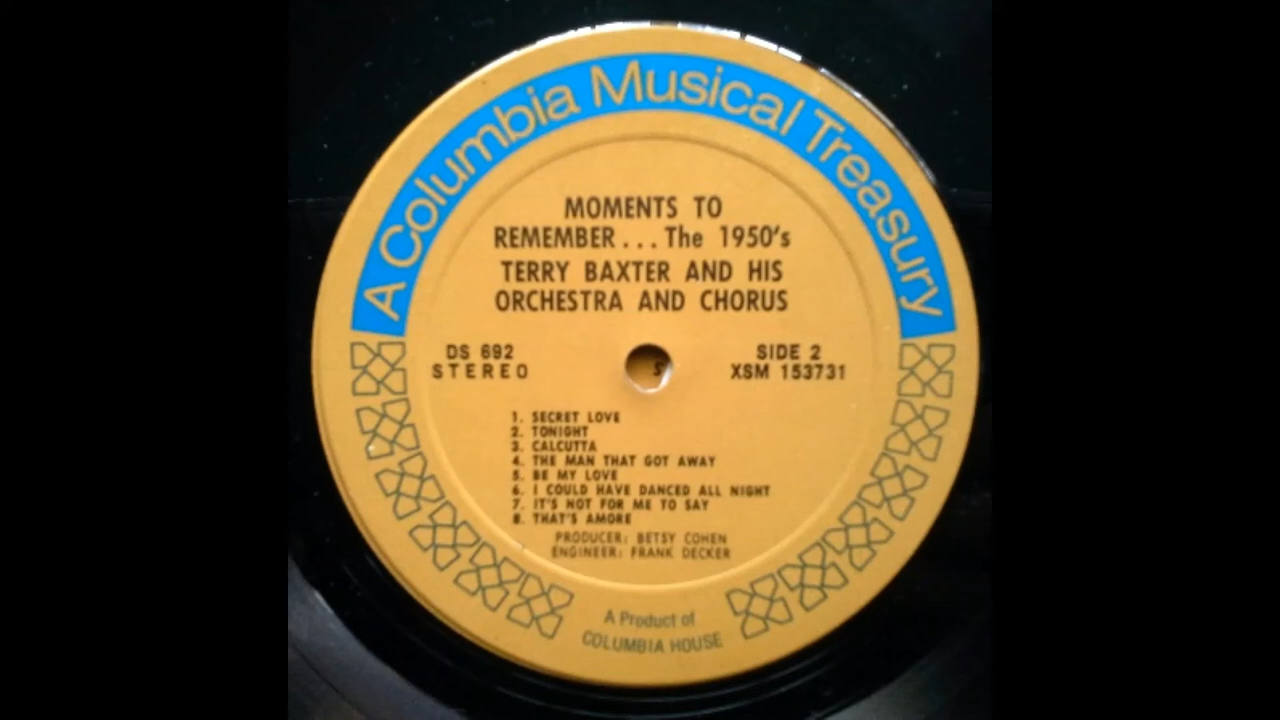 A Columbia Musical Treasury
MOMENTS TO
REMEMBER... The 1950's
TERRY BAXTER AND HIS
ORCHESTRA AND CHORUS
DS 692
STEREO
SIDE 2
XSM 153731
1. SECRET LOVE
2. TONIGHT
3. CALCUTTA
4. THE MAN THAT GOT AWAY
5. BE MY LOVE
6. I COULD HAVE DANCED ALL NIGHT
7. IT'S NOT FOR ME TO SAY
8. THAT'S AMORE
PRODUCER: BETSY COHEN
ENGINEER: FRANK DECKER
A Product of
COLUMBIA HOUSE